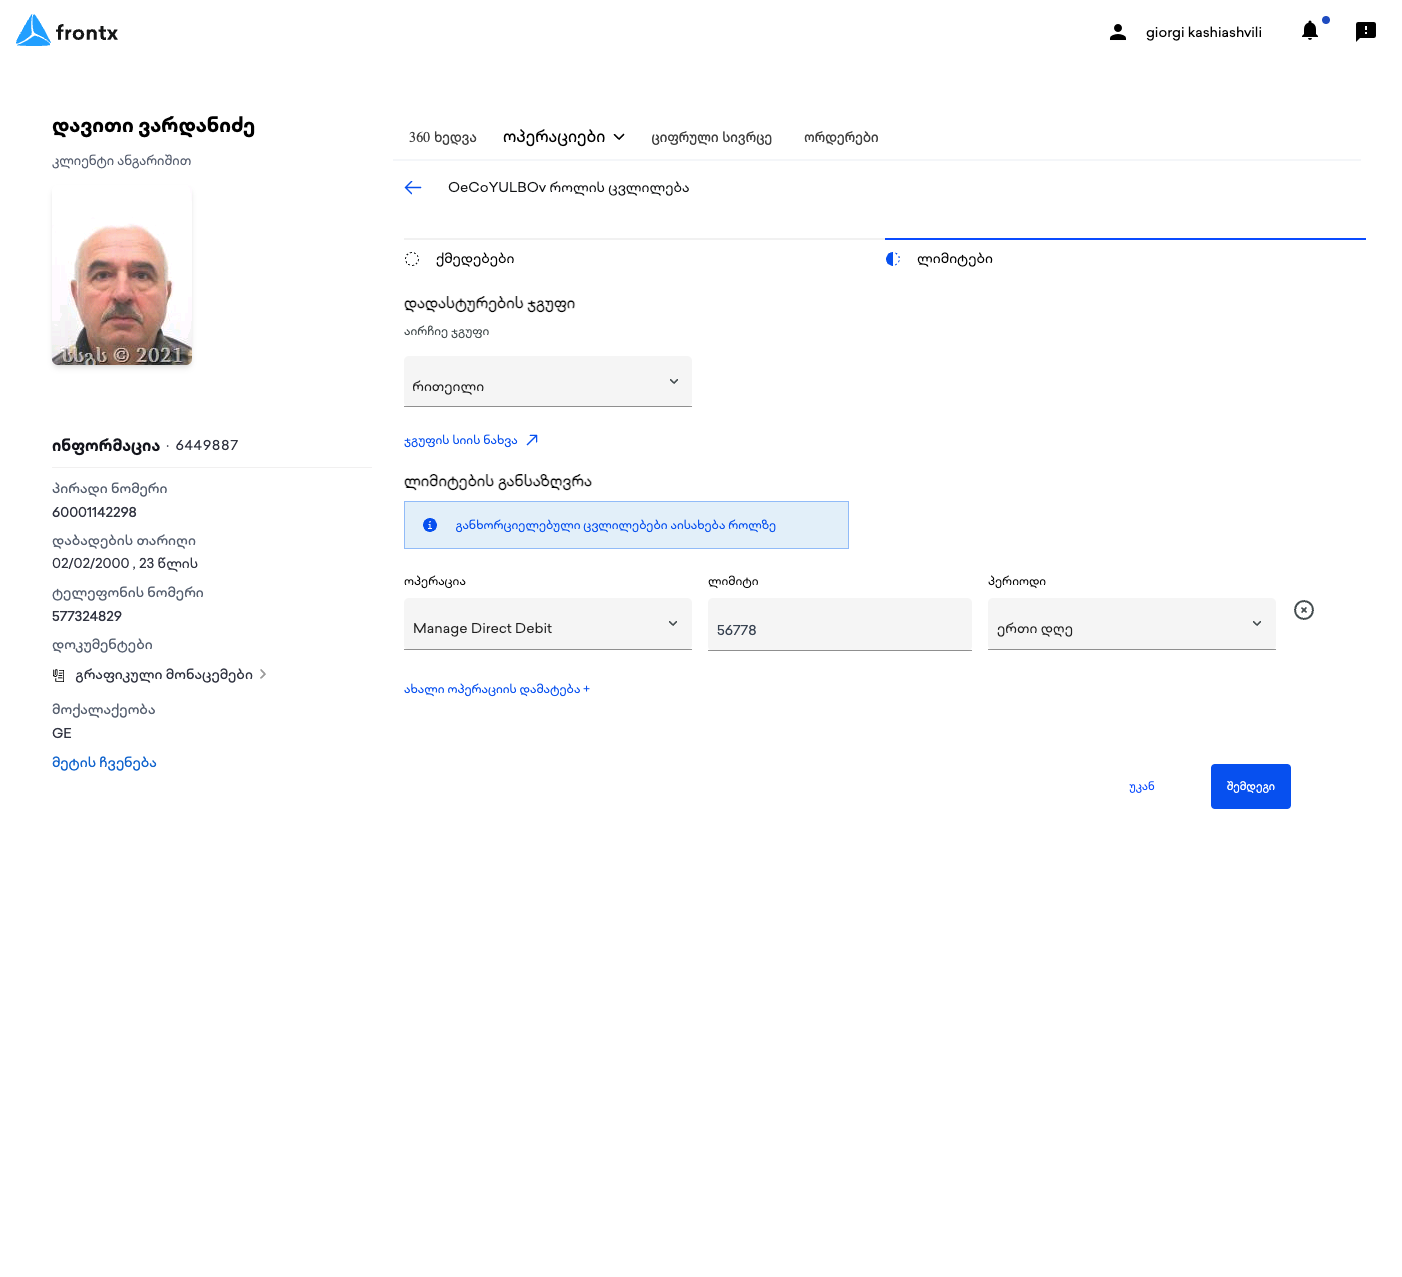 frontx
giorgi kashiashvili
დავითი ვარდანიძე
კლიენტი ანგარიშით
სსგს © 2021
ინფორმაცია · 6449887
პირადი ნომერი
60001142298
დაბადების თარიღი
02/02/2000 , 23 წლის
ტელეფონის ნომერი
577324829
დოკუმენტები
გრაფიკული მონაცემები
მოქალაქეობა
GE
მეტის ჩვენება
360 ხედვა ოპერაციები ციფრული სივრცე ორდერები
OeCoYULBOv როლის ცვლილება
ქმედებები ლიმიტები
დადასტურების ჯგუფი
აირჩიე ჯგუფი
რითეილი
ჯგუფის სიის ნახვა
ლიმიტების განსაზღვრა
განხორციელებული ცვლილებები აისახება როლზე
ოპერაცია ლიმიტი პერიოდი
Manage Direct Debit 56778 ერთი დღე
ახალი ოპერაციის დამატება +
უკან შემდეგი